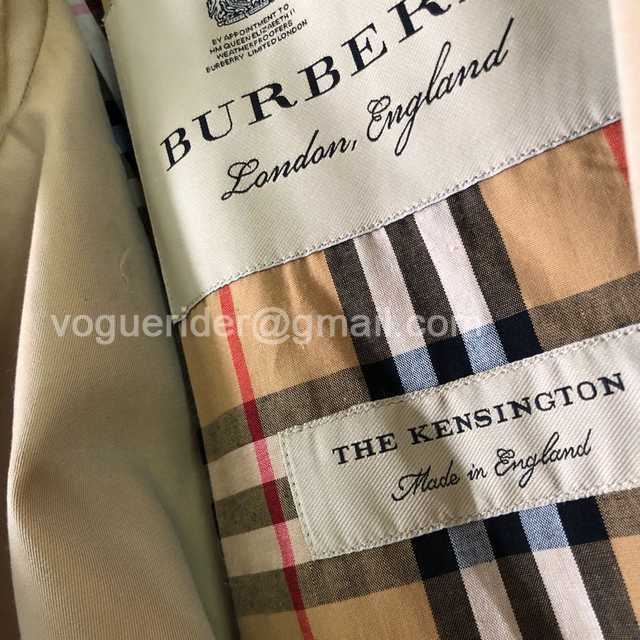 BY APPOINTMENT TO
HM QUEEN ELIZABETH II
WEATHERPROOFERS
BURBERRY LIMITED LONDON
BURBER
London, England
voguerider@gmail.com
THE KENSINGTON
Made in England